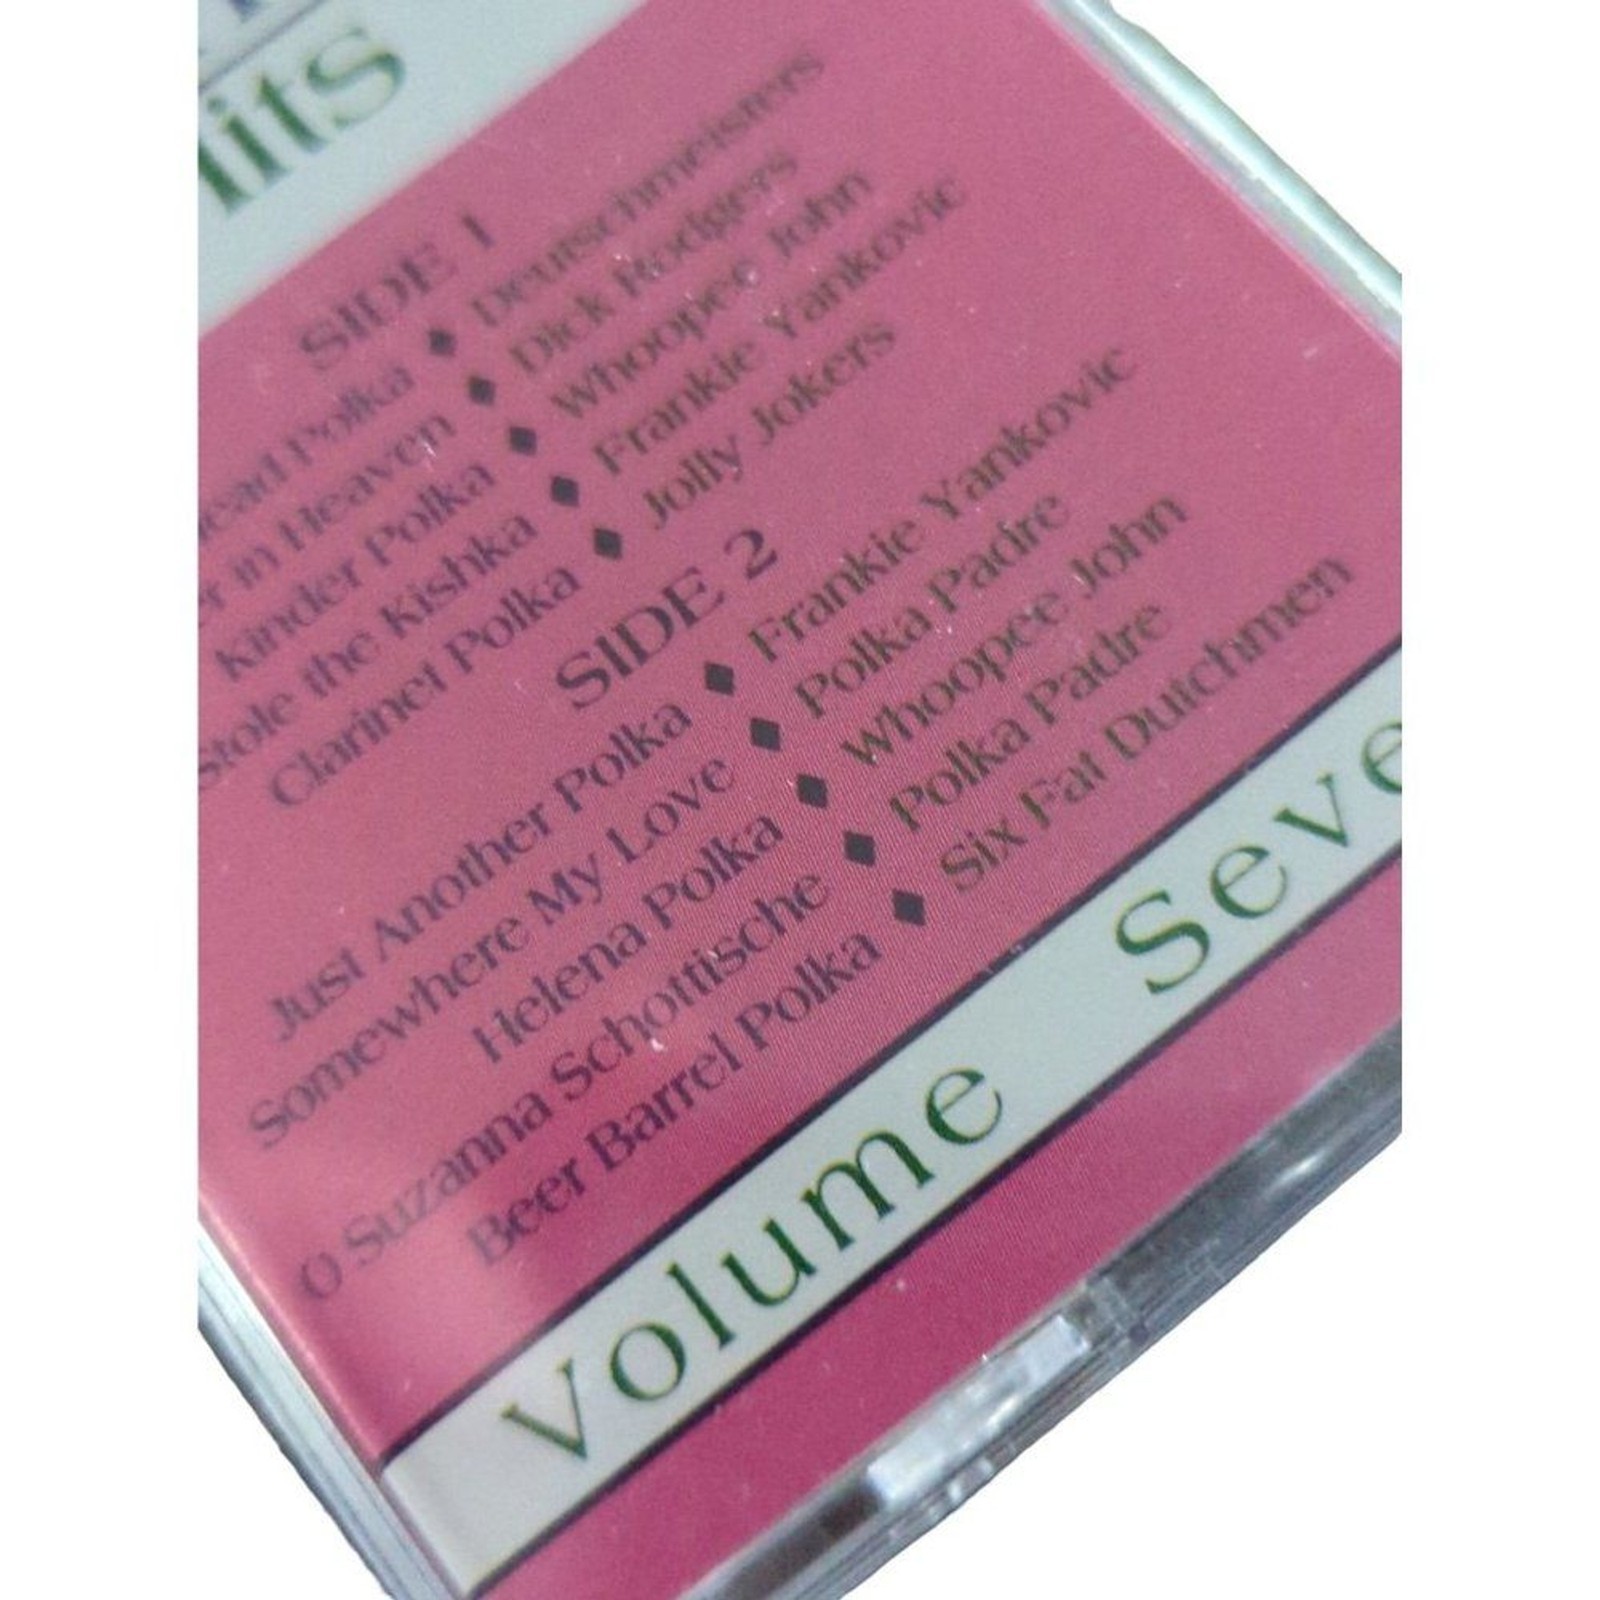 SIDE 1
Polka ♦ Deutschmeisters
in Heaven ♦ Dick Rodgers
Kinder Polka ♦ Whoopee John
Stole the Kishka ♦ Frankie Yankovic
Clarinet Polka ♦ Jolly Jokers
SIDE 2
Just Another Polka ♦ Frankie Yankovic
Somewhere My Love ♦ Polka Padre
Helena Polka ♦ Whoopee John
O Suzanna Schottische ♦ Polka Padre
Beer Barrel Polka ♦ Six Fat Dutchmen
Volume Seve